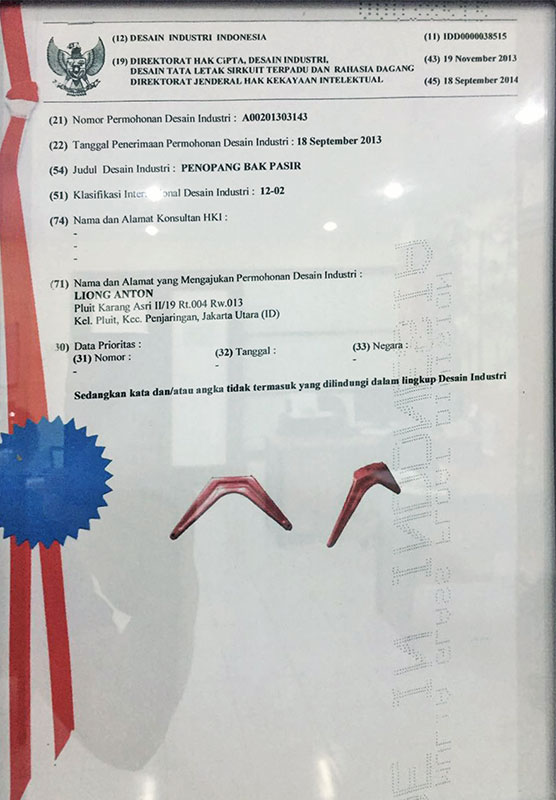 (12) DESAIN INDUSTRI INDONESIA
(11) IDD0000038515
(19) DIREKTORAT HAK CiPTA, DESAIN INDUSTRI,
DESAIN TATA LETAK SIRKUIT TERPADU DAN RAHASIA DAGANG
DIREKTORAT JENDERAL HAK KEKAYAAN INTELEKTUAL
(43) 19 November 2013
(45) 18 September 2014
(21) Nomor Permohonan Desain Industri : A00201303143
(22) Tanggal Penerimaan Permohonan Desain Industri : 18 September 2013
(54) Judul Desain Industri : PENOPANG BAK PASIR
(51) Klasifikasi Desain Industri : 12-02
(74) Nama dan Alamat Konsultan HKI :
-
-
-
(71) Nama dan Alamat yang Mengajukan Permohonan Desain Industri :
LIONG ANTON
Pluit Karang Asri II/19 Rt.004 Rw.013
Kel. Pluit, Kec. Penjaringan, Jakarta Utara (ID)
30) Data Prioritas :
(31) Nomor :
(32) Tanggal :
(33) Negara :
-
-
-
Sedangkan kata dan/atau angka tidak termasuk yang dilindungi dalam lingkup Desain Industri